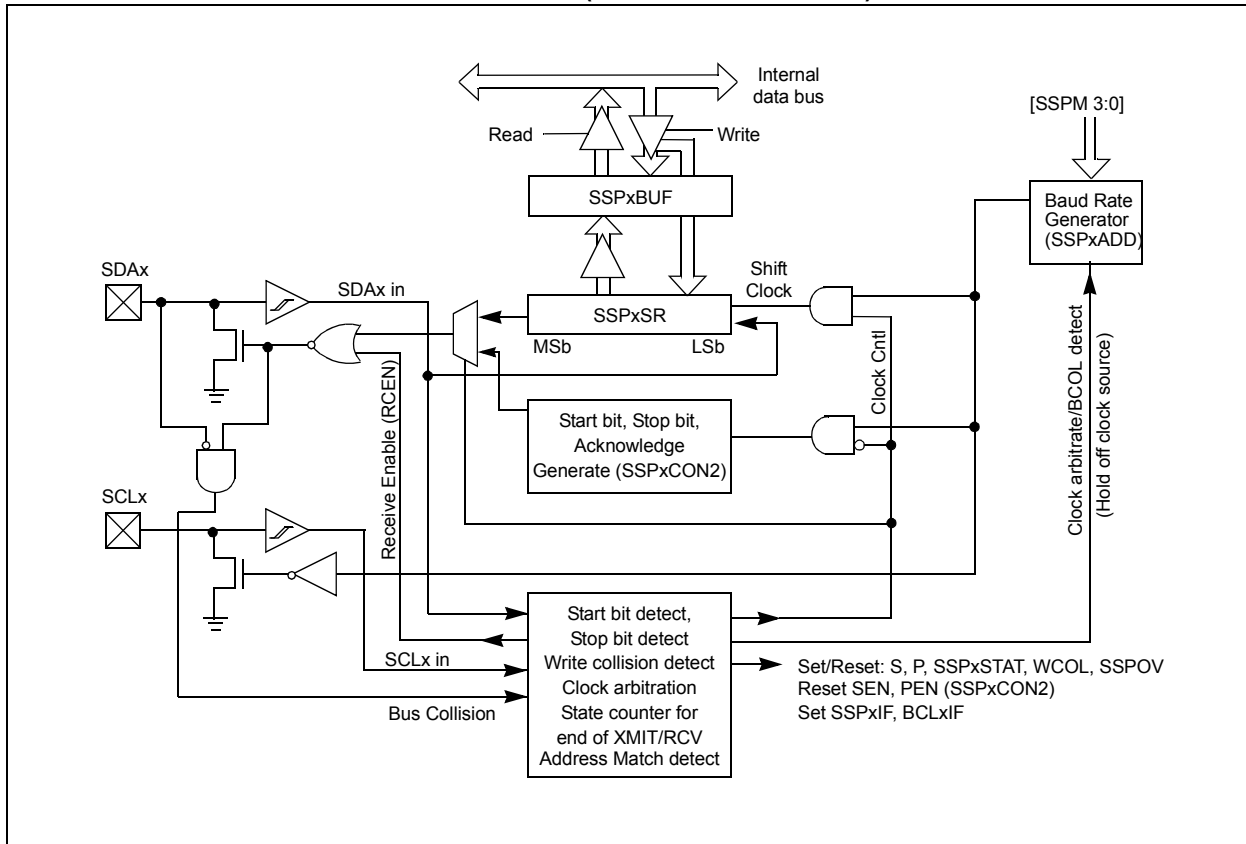 Internal
data bus
[SSPM 3:0]
Read
Write
SSPxBUF
Baud Rate
Generator
(SSPxADD)
SDAx
SDAx in
Shift
Clock
SSPxSR
MSb
LSb
Clock Cntl
Receive Enable (RCEN)
Start bit, Stop bit,
Acknowledge
Generate (SSPxCON2)
Clock arbitrate/BCOL detect
(Hold off clock source)
SCLx
SCLx in
Bus Collision
Start bit detect,
Stop bit detect
Write collision detect
Clock arbitration
State counter for
end of XMIT/RCV
Address Match detect
Set/Reset: S, P, SSPxSTAT, WCOL, SSPOV
Reset SEN, PEN (SSPxCON2)
Set SSPxIF, BCLxIF